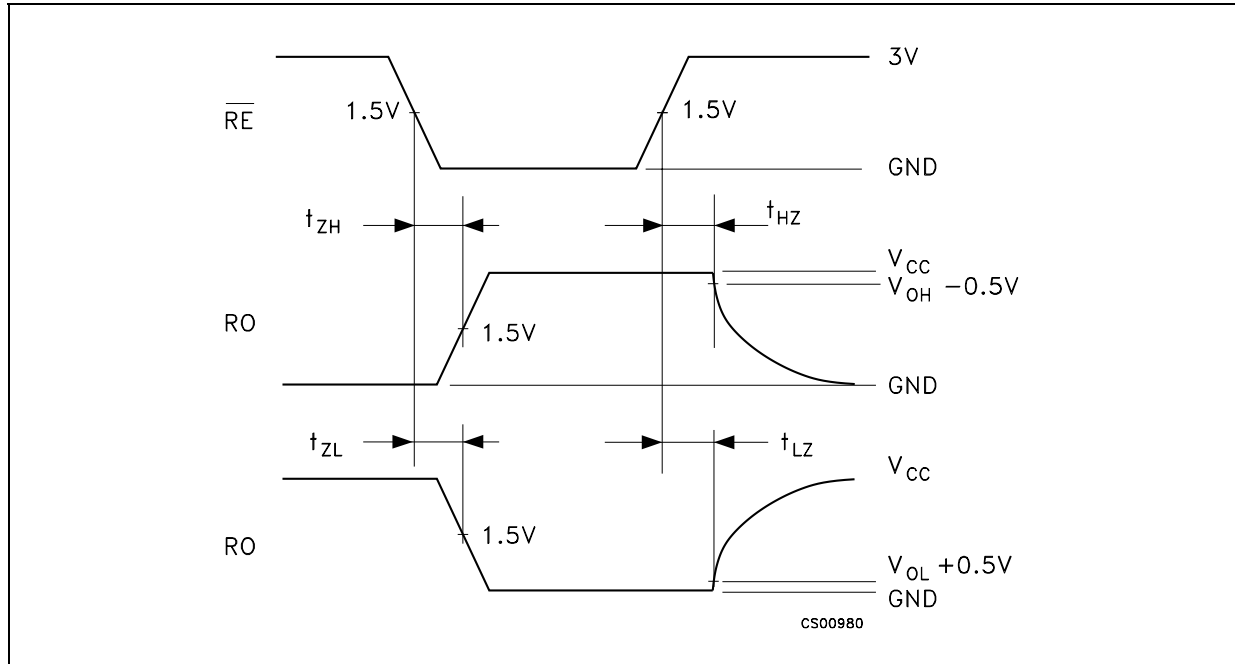 3V
1.5V
1.5V
R̅E̅
GND
tZH
tHZ
VCC
VOH −0.5V
RO
1.5V
GND
tZL
tLZ
VCC
1.5V
RO
VOL +0.5V
GND
CS00980